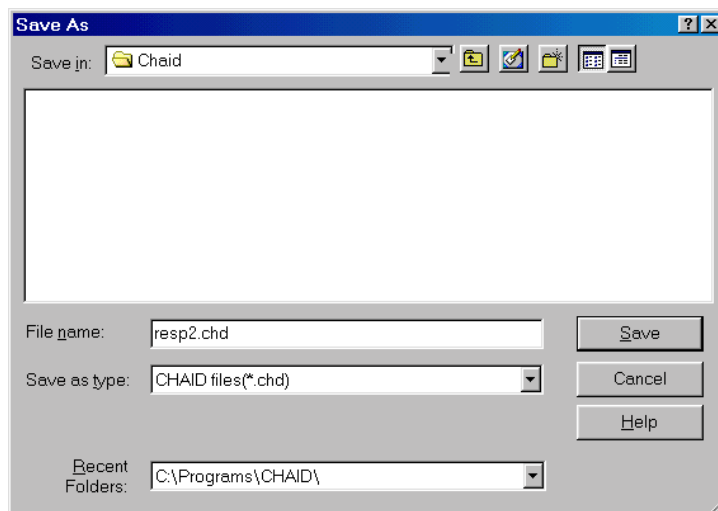 Save As
Save in: Chaid
File name: resp2.chd Save
Save as type: CHAID files(*.chd) Cancel
Help
Recent
Folders: C:\Programs\CHAID\